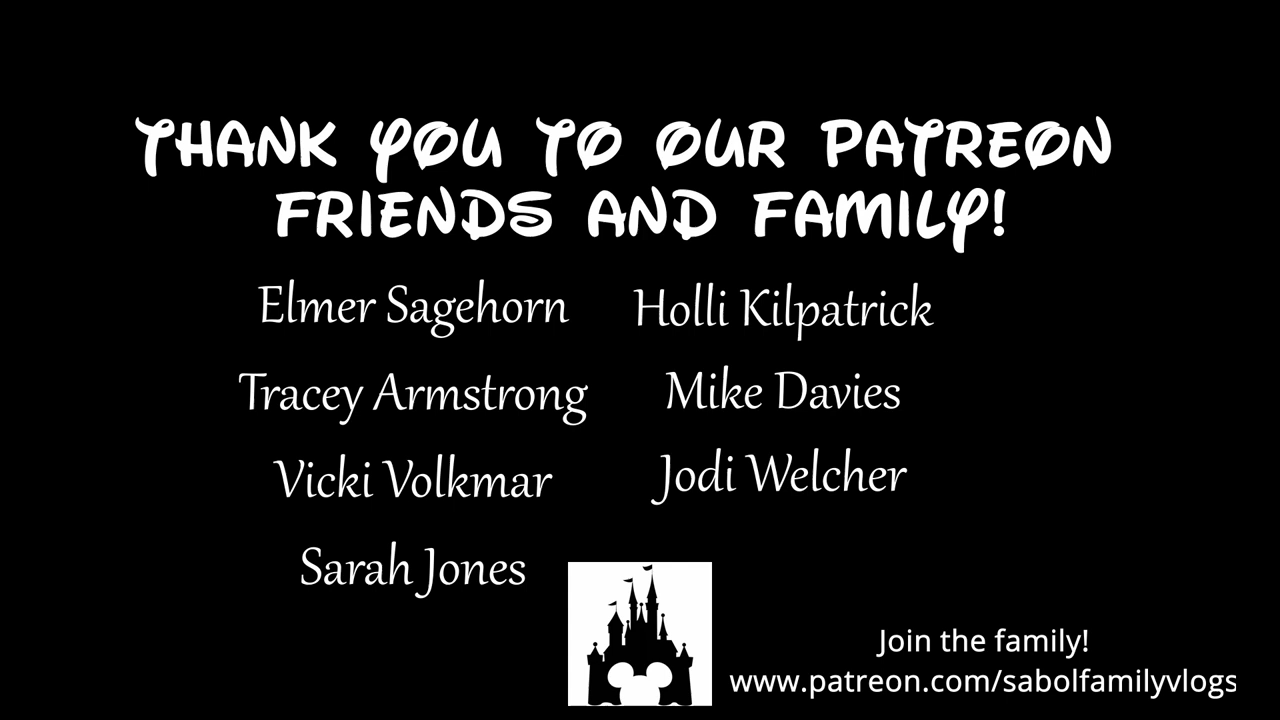 THANK YOU TO OUR PATREON
FRIENDS AND FAMILY!
Elmer Sagehorn
Holli Kilpatrick
Tracey Armstrong
Mike Davies
Vicki Volkmar
Jodi Welcher
Sarah Jones
Join the family!
www.patreon.com/sabolfamilyvlogs